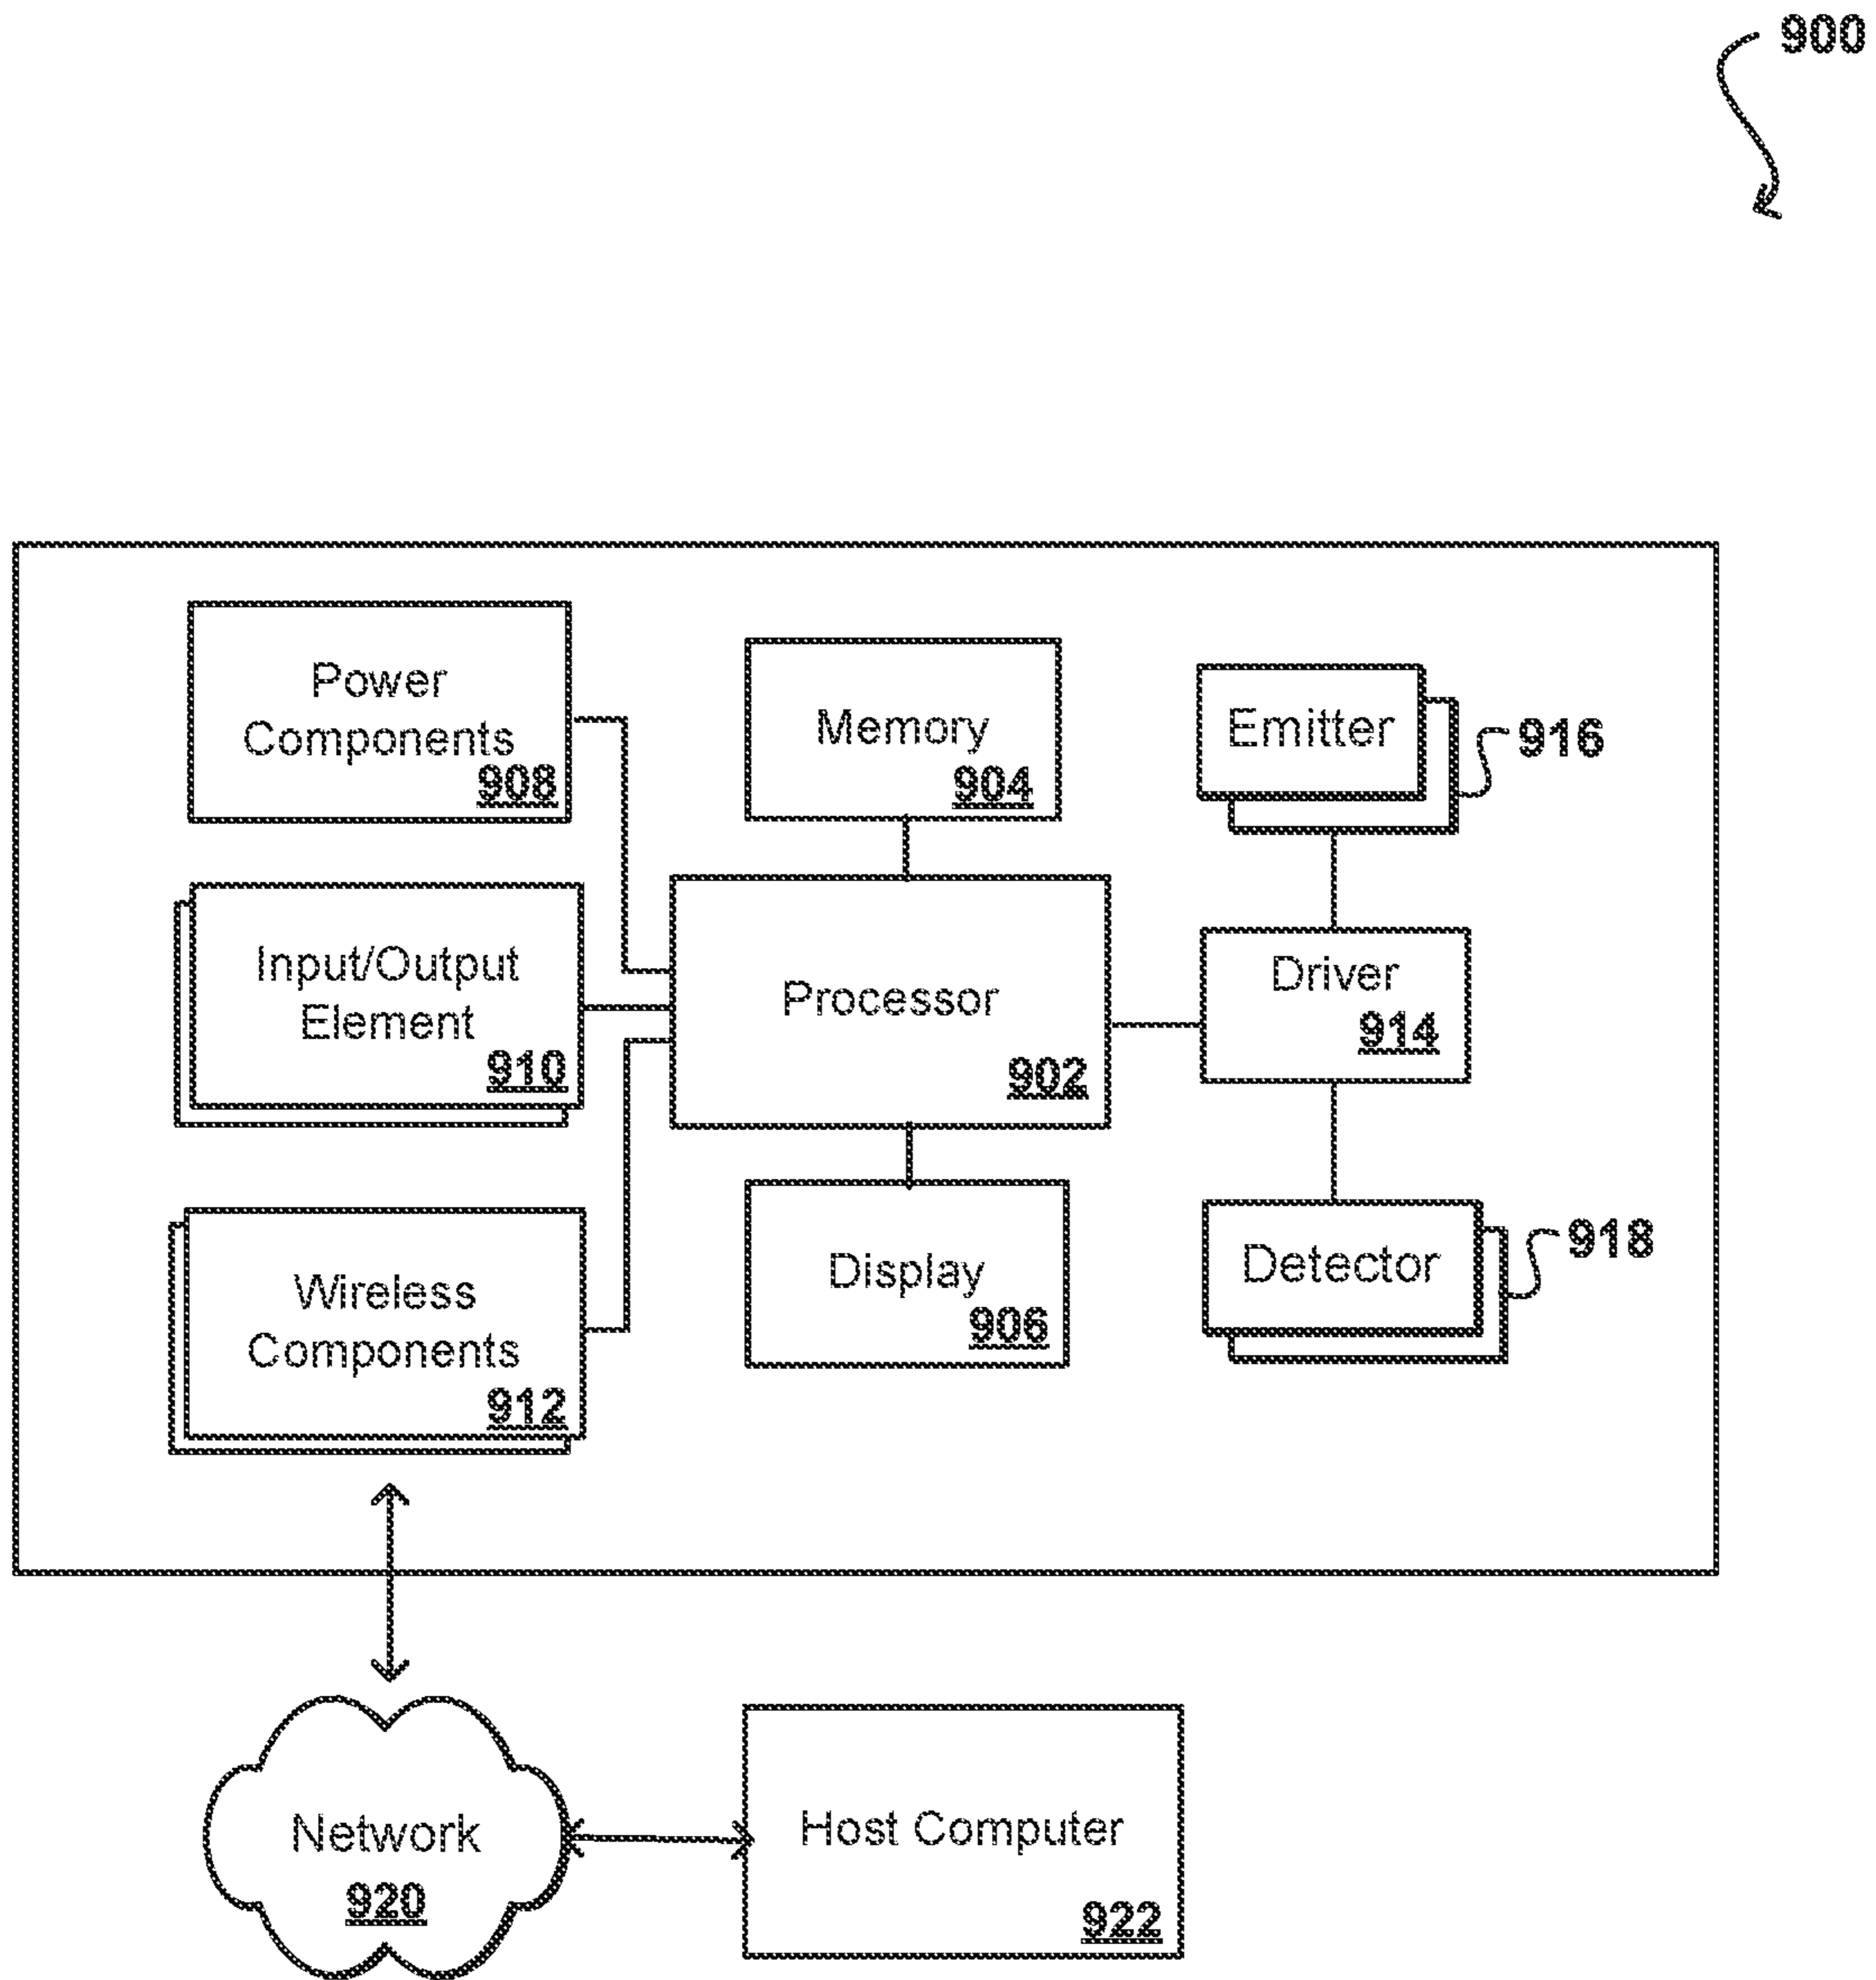 900
Power
Components
908
Memory
904
Emitter
916
Input/Output
Element
910
Processor
902
Driver
914
Wireless
Components
912
Display
906
Detector
918
Network
920
Host Computer
922